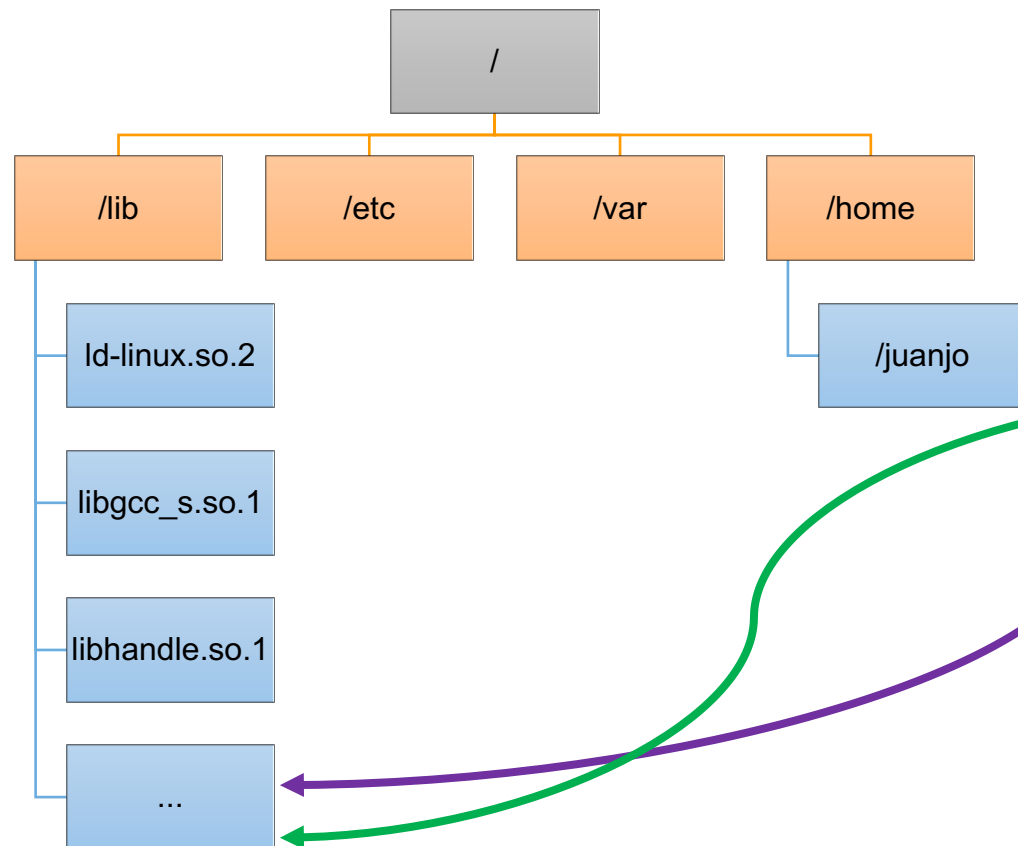 /
/lib
/etc
/var
/home
ld-linux.so.2
/juanjo
libgcc_s.so.1
libhandle.so.1
...